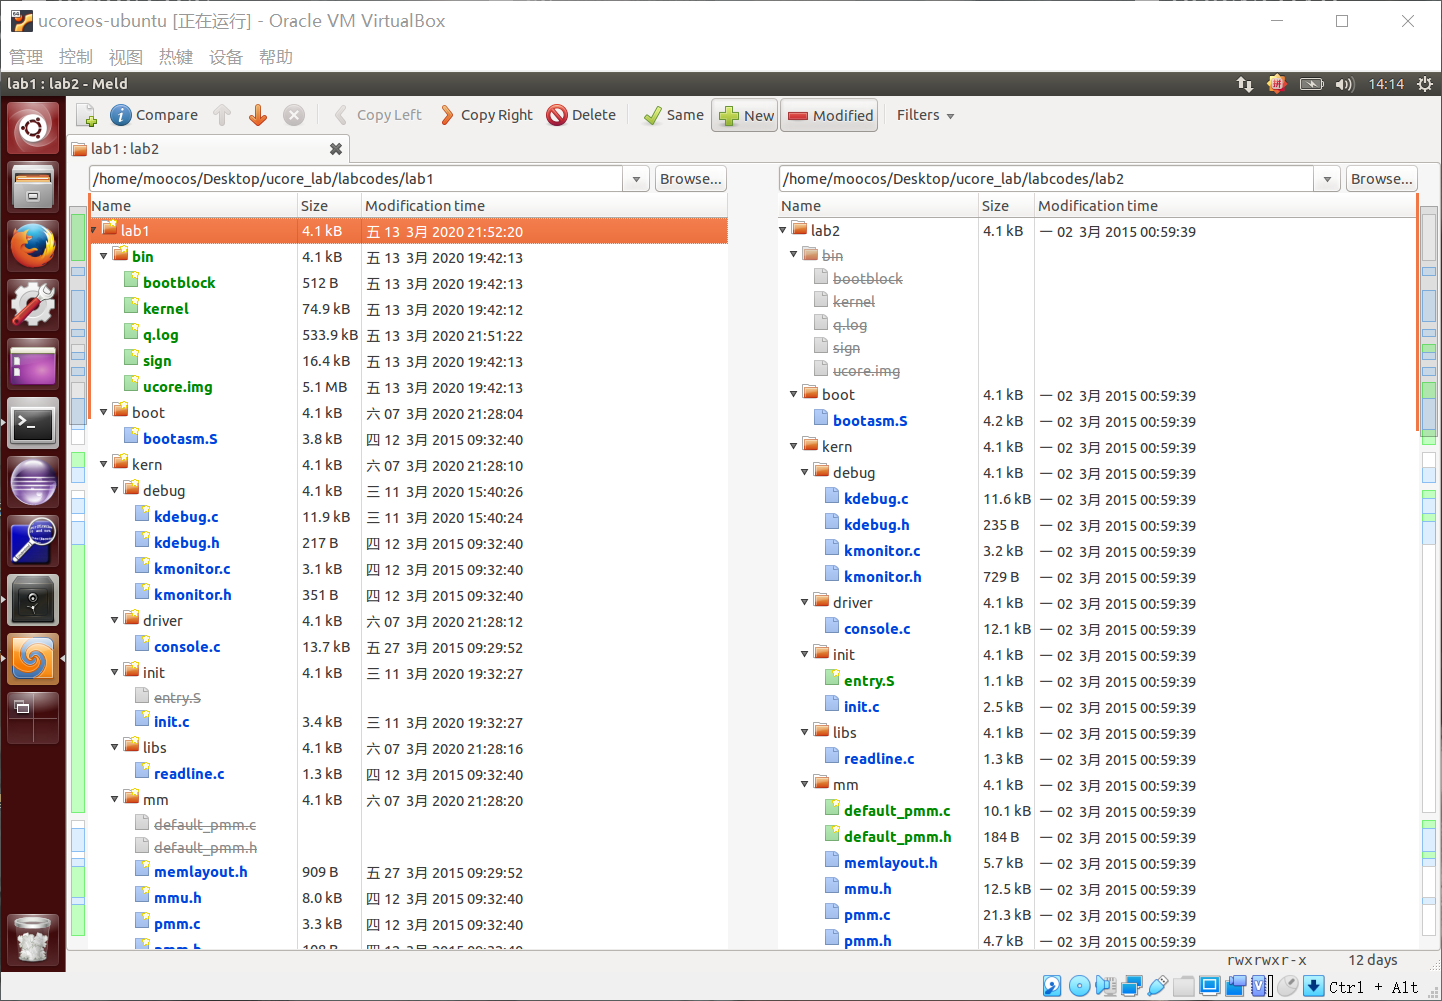 ucoreos-ubuntu [正在运行] - Oracle VM VirtualBox
管理 控制 视图 热键 设备 帮助
lab1 : lab2 - Meld 14:14
Compare Copy Left Copy Right Delete Same New Modified Filters
lab1 : lab2
/home/moocos/Desktop/ucore_lab/labcodes/lab1 Browse... /home/moocos/Desktop/ucore_lab/labcodes/lab2 Browse...
Name Size Modification time Name Size Modification time
lab1 4.1 kB 五 13 3月 2020 21:52:20 lab2 4.1 kB 一 02 3月 2015 00:59:39
bin 4.1 kB 五 13 3月 2020 19:42:13 bin
bootblock 512 B 五 13 3月 2020 19:42:13 bootblock
kernel 74.9 kB 五 13 3月 2020 19:42:12 kernel
q.log 533.9 kB 五 13 3月 2020 21:51:22 q.log
sign 16.4 kB 五 13 3月 2020 19:42:13 sign
ucore.img 5.1 MB 五 13 3月 2020 19:42:13 ucore.img
boot 4.1 kB 六 07 3月 2020 21:28:04 boot 4.1 kB 一 02 3月 2015 00:59:39
bootasm.S 3.8 kB 四 12 3月 2015 09:32:40 bootasm.S 4.2 kB 一 02 3月 2015 00:59:39
kern 4.1 kB 六 07 3月 2020 21:28:10 kern 4.1 kB 一 02 3月 2015 00:59:39
debug 4.1 kB 三 11 3月 2020 15:40:26 debug 4.1 kB 一 02 3月 2015 00:59:39
kdebug.c 11.9 kB 三 11 3月 2020 15:40:24 kdebug.c 11.6 kB 一 02 3月 2015 00:59:39
kdebug.h 217 B 四 12 3月 2015 09:32:40 kdebug.h 235 B 一 02 3月 2015 00:59:39
kmonitor.c 3.1 kB 四 12 3月 2015 09:32:40 kmonitor.c 3.2 kB 一 02 3月 2015 00:59:39
kmonitor.h 351 B 四 12 3月 2015 09:32:40 kmonitor.h 729 B 一 02 3月 2015 00:59:39
driver 4.1 kB 六 07 3月 2020 21:28:12 driver 4.1 kB 一 02 3月 2015 00:59:39
console.c 13.7 kB 五 27 3月 2015 09:29:52 console.c 12.1 kB 一 02 3月 2015 00:59:39
init 4.1 kB 三 11 3月 2020 19:32:27 init 4.1 kB 一 02 3月 2015 00:59:39
entry.S entry.S 1.1 kB 一 02 3月 2015 00:59:39
init.c 3.4 kB 三 11 3月 2020 19:32:27 init.c 2.5 kB 一 02 3月 2015 00:59:39
libs 4.1 kB 六 07 3月 2020 21:28:16 libs 4.1 kB 一 02 3月 2015 00:59:39
readline.c 1.3 kB 四 12 3月 2015 09:32:40 readline.c 1.3 kB 一 02 3月 2015 00:59:39
mm 4.1 kB 六 07 3月 2020 21:28:20 mm 4.1 kB 一 02 3月 2015 00:59:39
default_pmm.c default_pmm.c 10.1 kB 一 02 3月 2015 00:59:39
default_pmm.h default_pmm.h 184 B 一 02 3月 2015 00:59:39
memlayout.h 909 B 五 27 3月 2015 09:29:52 memlayout.h 5.7 kB 一 02 3月 2015 00:59:39
mmu.h 8.0 kB 四 12 3月 2015 09:32:40 mmu.h 12.5 kB 一 02 3月 2015 00:59:39
pmm.c 3.3 kB 四 12 3月 2015 09:32:40 pmm.c 21.3 kB 一 02 3月 2015 00:59:39
pmm.h 4.7 kB 一 02 3月 2015 00:59:39
rwxrwxr-x 12 days
Ctrl + Alt